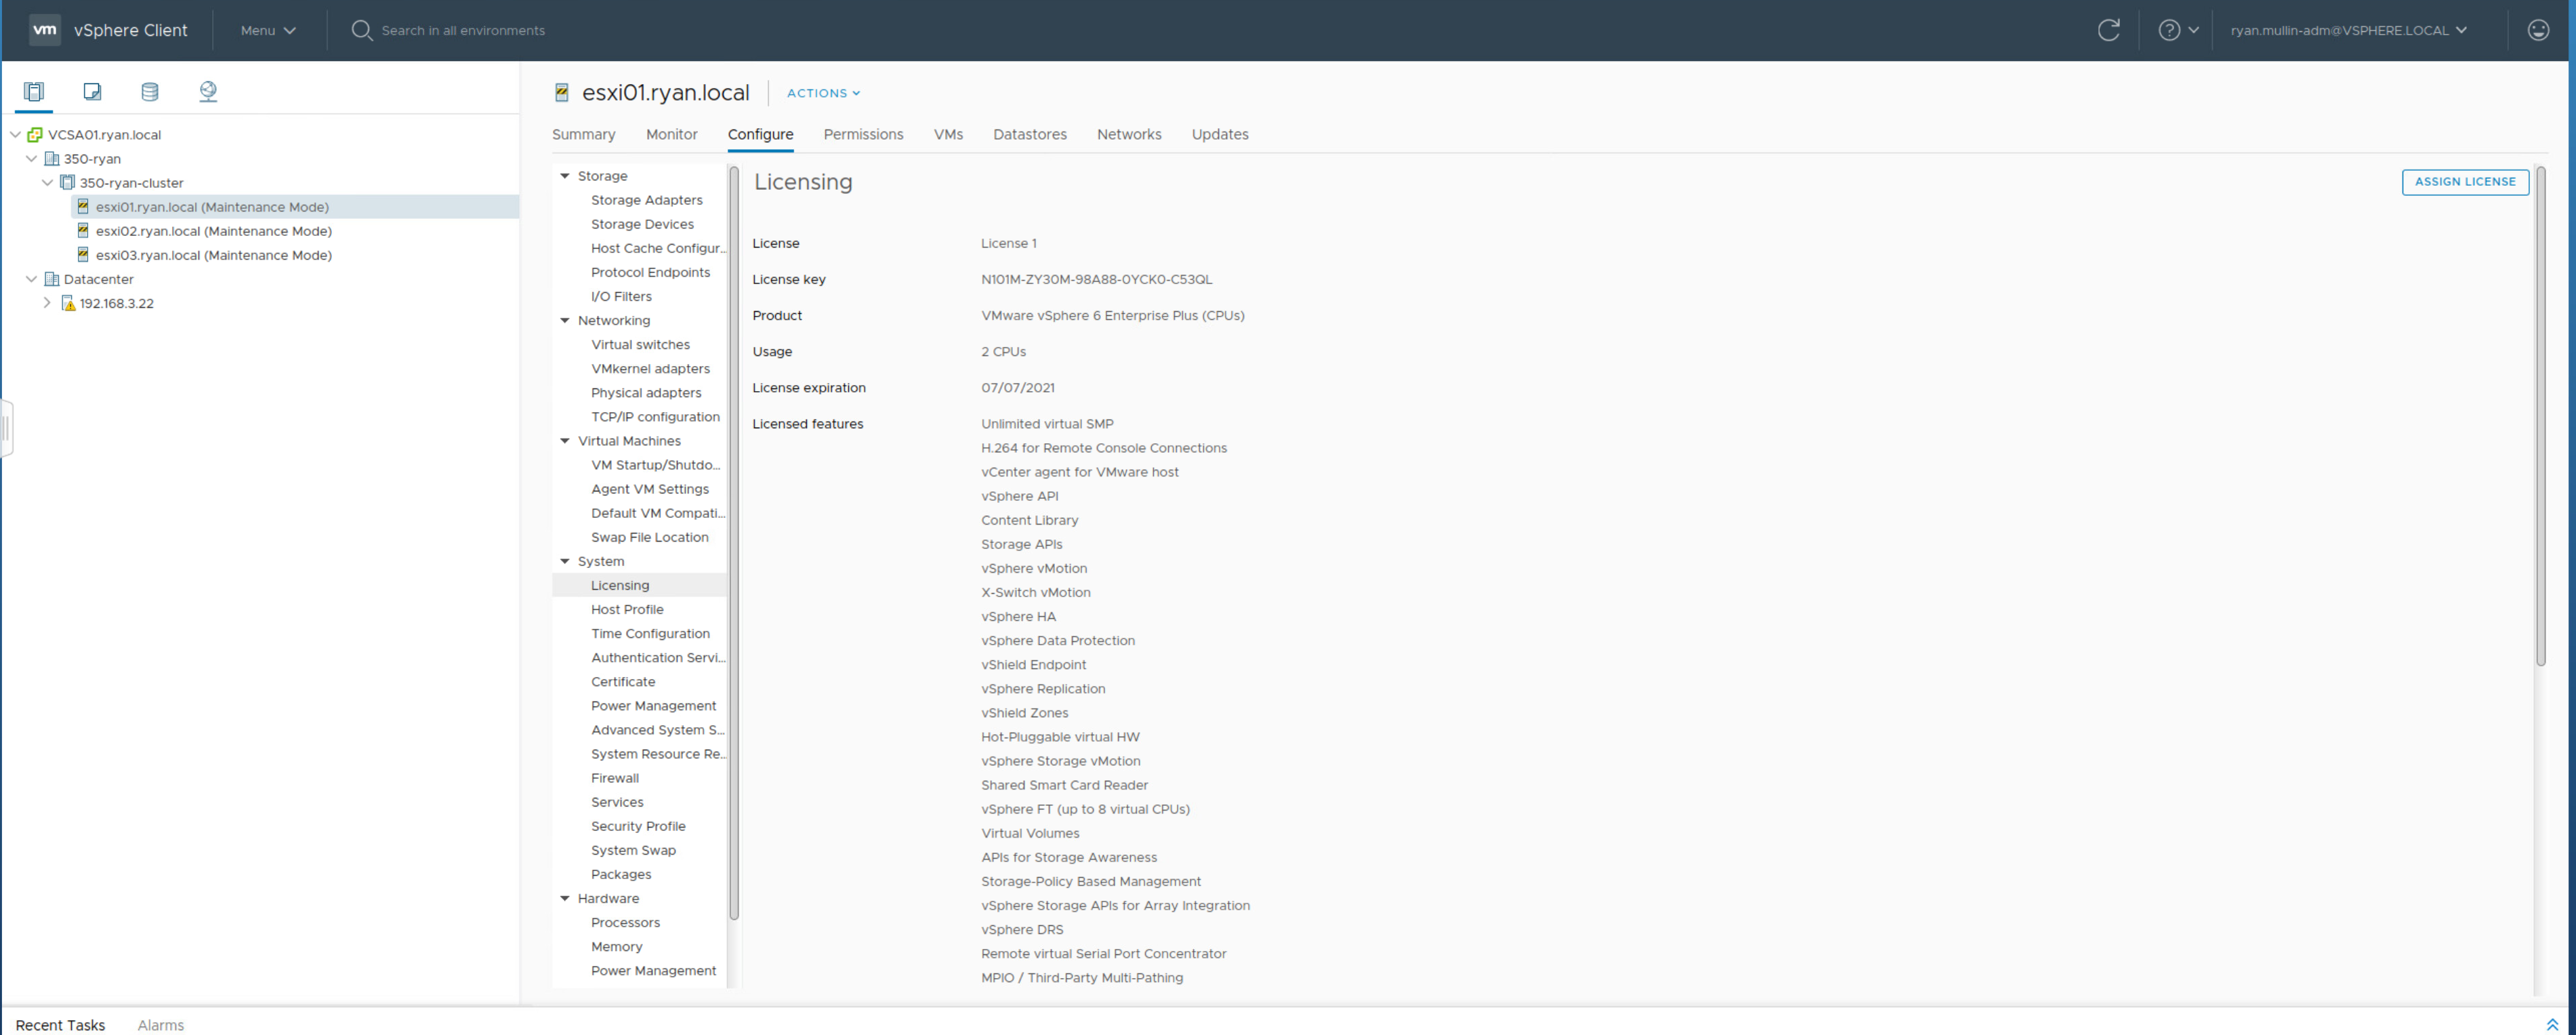 vm vSphere Client Menu Search in all environments ryan.mullin-adm@VSPHERE.LOCAL
VCSA01.ryan.local
350-ryan
350-ryan-cluster
esxi01.ryan.local (Maintenance Mode)
esxi02.ryan.local (Maintenance Mode)
esxi03.ryan.local (Maintenance Mode)
Datacenter
192.168.3.22
esxi01.ryan.local ACTIONS
Summary Monitor Configure Permissions VMs Datastores Networks Updates
Storage
Storage Adapters
Storage Devices
Host Cache Configur...
Protocol Endpoints
I/O Filters
Networking
Virtual switches
VMkernel adapters
Physical adapters
TCP/IP configuration
Virtual Machines
VM Startup/Shutdo...
Agent VM Settings
Default VM Compati...
Swap File Location
System
Licensing
Host Profile
Time Configuration
Authentication Servi...
Certificate
Power Management
Advanced System S...
System Resource Re...
Firewall
Services
Security Profile
System Swap
Packages
Hardware
Processors
Memory
Power Management
Licensing ASSIGN LICENSE
License License 1
License key N101M-ZY30M-98A88-0YCK0-C53QL
Product VMware vSphere 6 Enterprise Plus (CPUs)
Usage 2 CPUs
License expiration 07/07/2021
Licensed features Unlimited virtual SMP
H.264 for Remote Console Connections
vCenter agent for VMware host
vSphere API
Content Library
Storage APIs
vSphere vMotion
X-Switch vMotion
vSphere HA
vSphere Data Protection
vShield Endpoint
vSphere Replication
vShield Zones
Hot-Pluggable virtual HW
vSphere Storage vMotion
Shared Smart Card Reader
vSphere FT (up to 8 virtual CPUs)
Virtual Volumes
APIs for Storage Awareness
Storage-Policy Based Management
vSphere Storage APIs for Array Integration
vSphere DRS
Remote virtual Serial Port Concentrator
MPIO / Third-Party Multi-Pathing
Recent Tasks Alarms